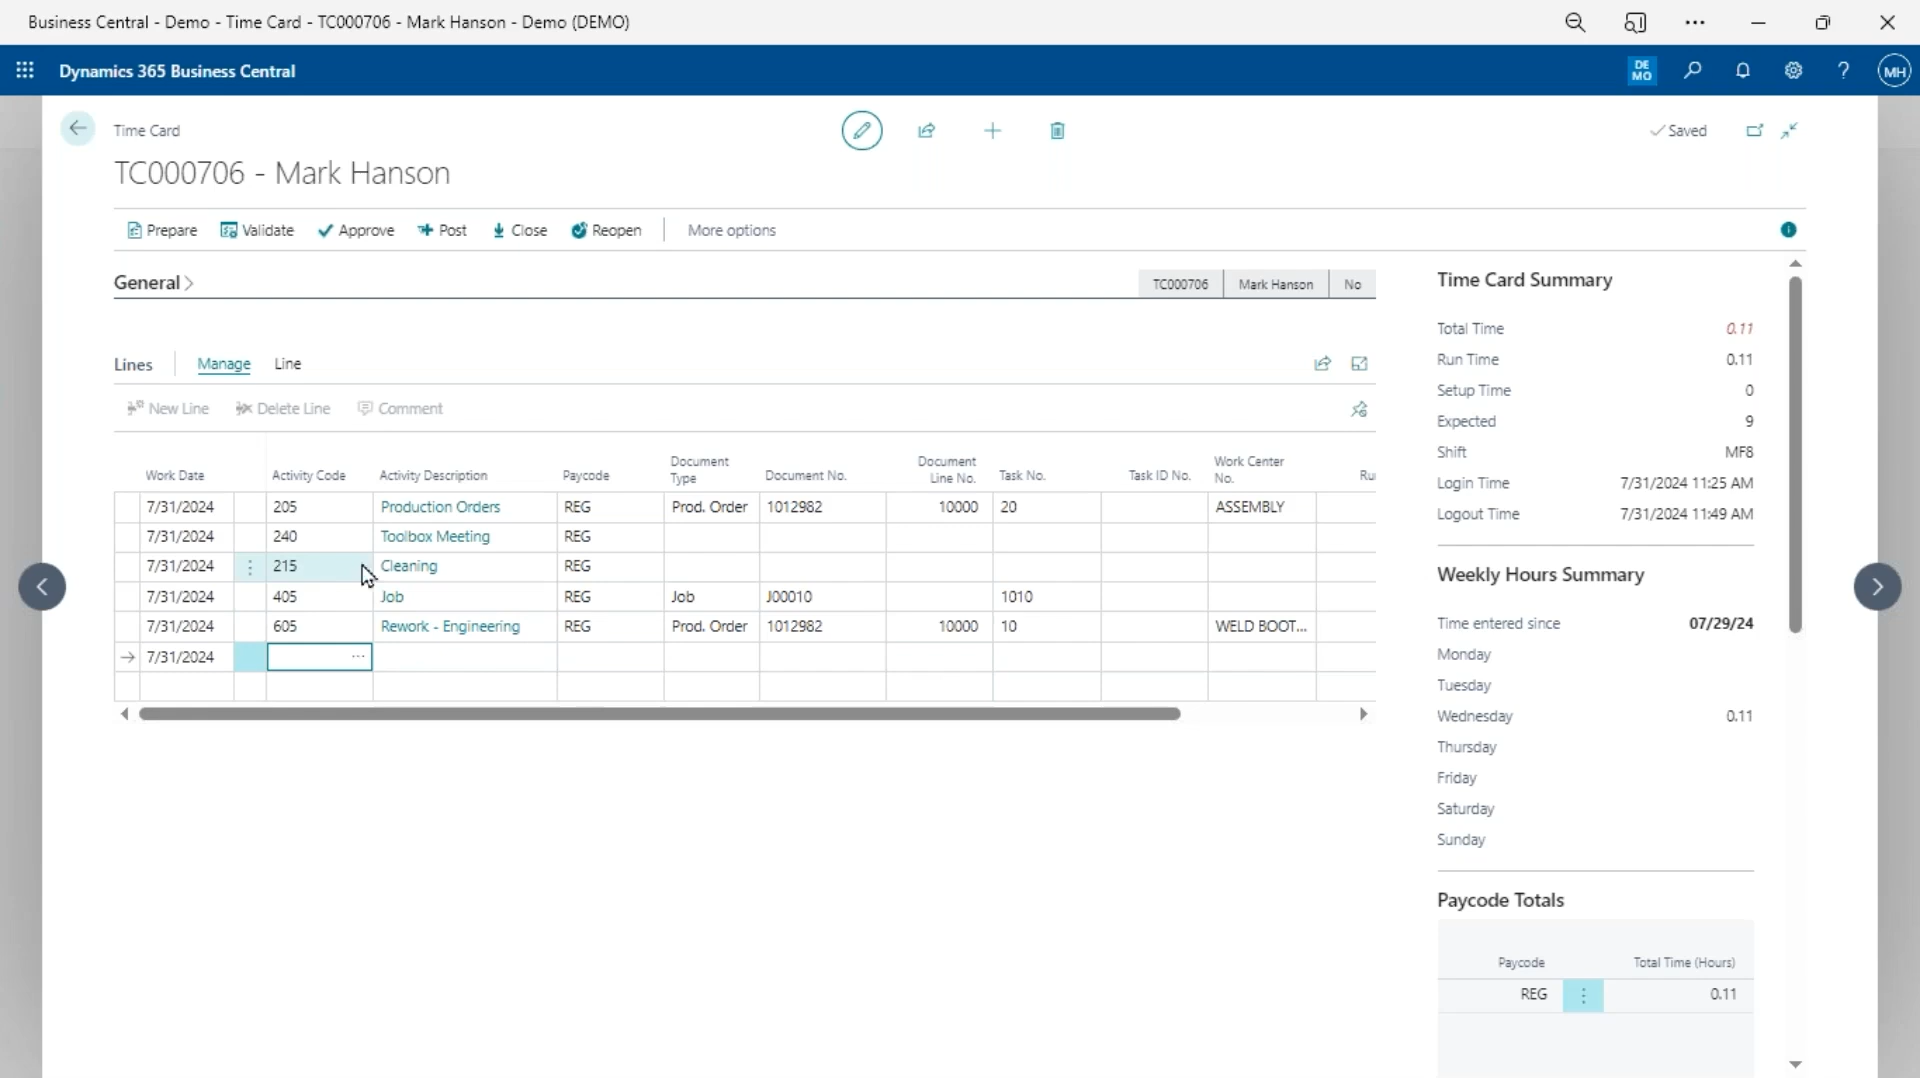 Business Central - Demo - Time Card - TC000706 - Mark Hanson - Demo (DEMO)
Dynamics 365 Business Central
DE MO
?
MH
Time Card
Saved
TC000706 - Mark Hanson
Prepare Validate Approve Post Close Reopen More options
General
TC000706 Mark Hanson No
Lines Manage Line
New Line Delete Line Comment
Work Date Activity Code Activity Description Paycode Document Type Document No. Document Line No. Task No. Task ID No. Work Center No. Ru
7/31/2024 205 Production Orders REG Prod. Order 1012982 10000 20 ASSEMBLY
7/31/2024 240 Toolbox Meeting REG
7/31/2024 215 Cleaning REG
7/31/2024 405 Job REG Job J00010 1010
7/31/2024 605 Rework - Engineering REG Prod. Order 1012982 10000 10 WELD BOOT...
7/31/2024
Time Card Summary
Total Time 0.11
Run Time 0.11
Setup Time 0
Expected 9
Shift MF8
Login Time 7/31/2024 11:25 AM
Logout Time 7/31/2024 11:49 AM
Weekly Hours Summary
Time entered since 07/29/24
Monday
Tuesday
Wednesday 0.11
Thursday
Friday
Saturday
Sunday
Paycode Totals
Paycode Total Time (Hours)
REG 0.11